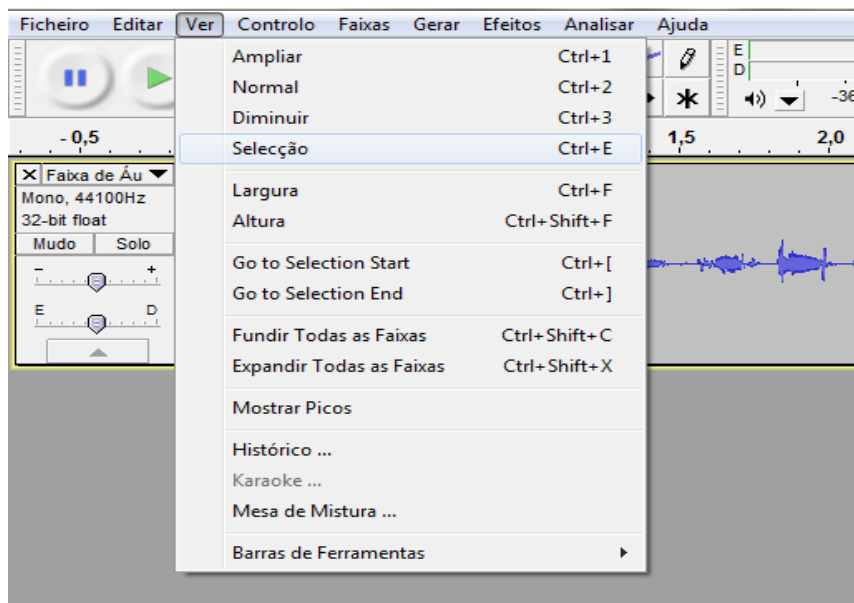 Ficheiro Editar Ver Controlo Faixas Gerar Efeitos Analisar Ajuda
Ampliar Ctrl+1
Normal Ctrl+2
Diminuir Ctrl+3
Selecção Ctrl+E
Largura Ctrl+F
Altura Ctrl+Shift+F
Go to Selection Start Ctrl+[
Go to Selection End Ctrl+]
Fundir Todas as Faixas Ctrl+Shift+C
Expandir Todas as Faixas Ctrl+Shift+X
Mostrar Picos
Histórico ...
Karaoke ...
Mesa de Mistura ...
Barras de Ferramentas
E
D
-36
- 0,5 1,5 2,0
X Faixa de Áu
Mono, 44100Hz
32-bit float
Mudo Solo
- +
E D